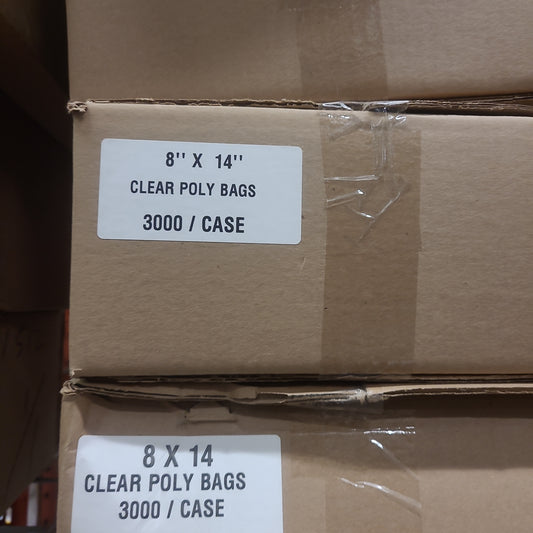 8'' X 14''
CLEAR POLY BAGS
3000 / CASE
8 X 14
CLEAR POLY BAGS
3000 / CASE